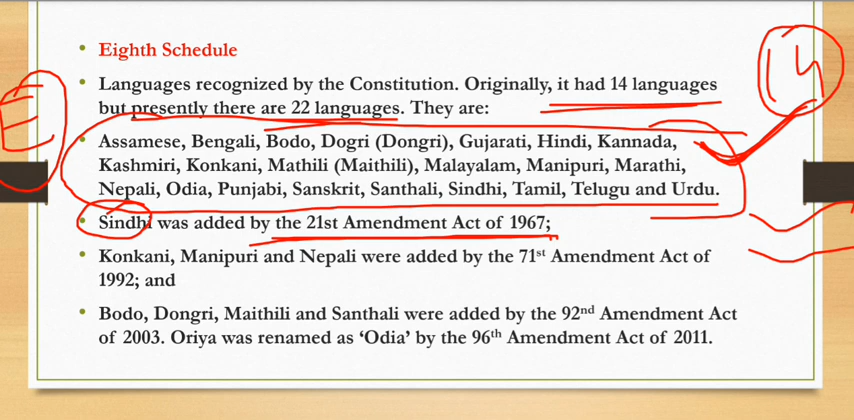 Eighth Schedule
Languages recognized by the Constitution. Originally, it had 14 languages
but presently there are 22 languages. They are:
Assamese, Bengali, Bodo, Dogri (Dongri), Gujarati, Hindi, Kannada,
Kashmiri, Konkani, Mathili (Maithili), Malayalam, Manipuri, Marathi,
Nepali, Odia, Punjabi, Sanskrit, Santhali, Sindhi, Tamil, Telugu and Urdu.
Sindhi was added by the 21st Amendment Act of 1967;
Konkani, Manipuri and Nepali were added by the 71st Amendment Act of
1992; and
Bodo, Dongri, Maithili and Santhali were added by the 92nd Amendment Act
of 2003. Oriya was renamed as ‘Odia’ by the 96th Amendment Act of 2011.
14
E